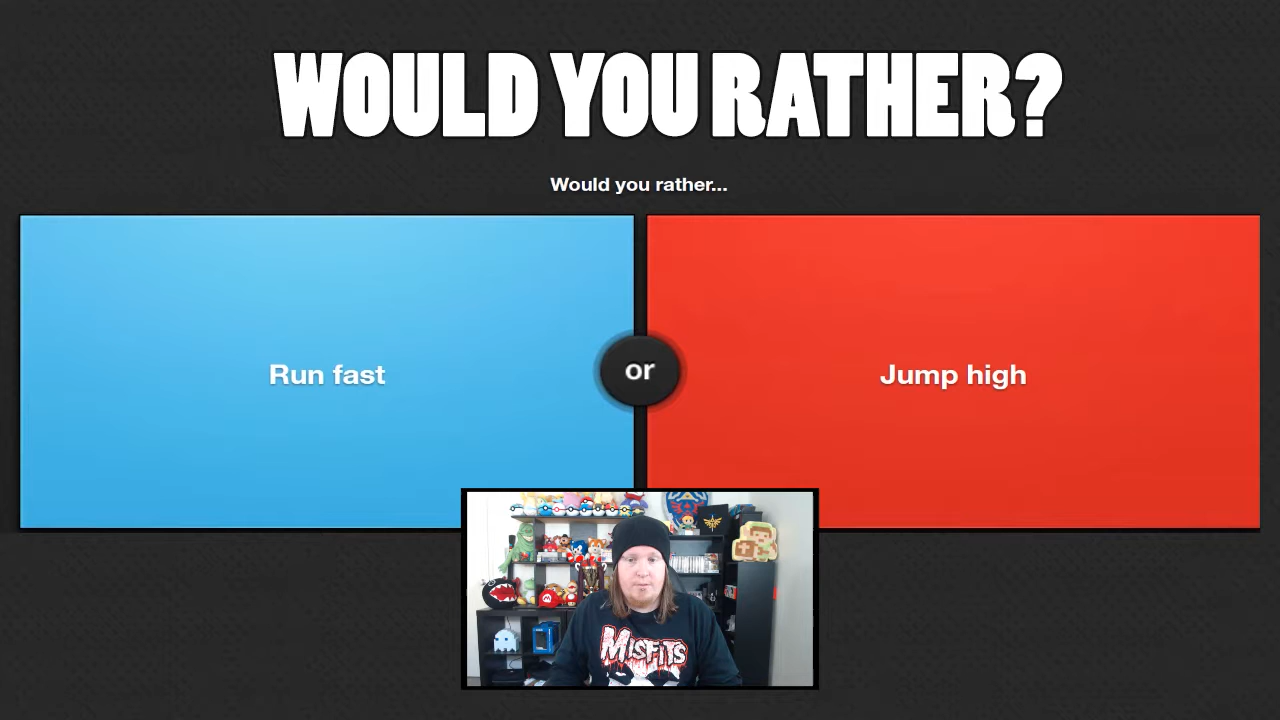 WOULD YOU RATHER?
Would you rather...
Run fast
or
Jump high
MISFITS